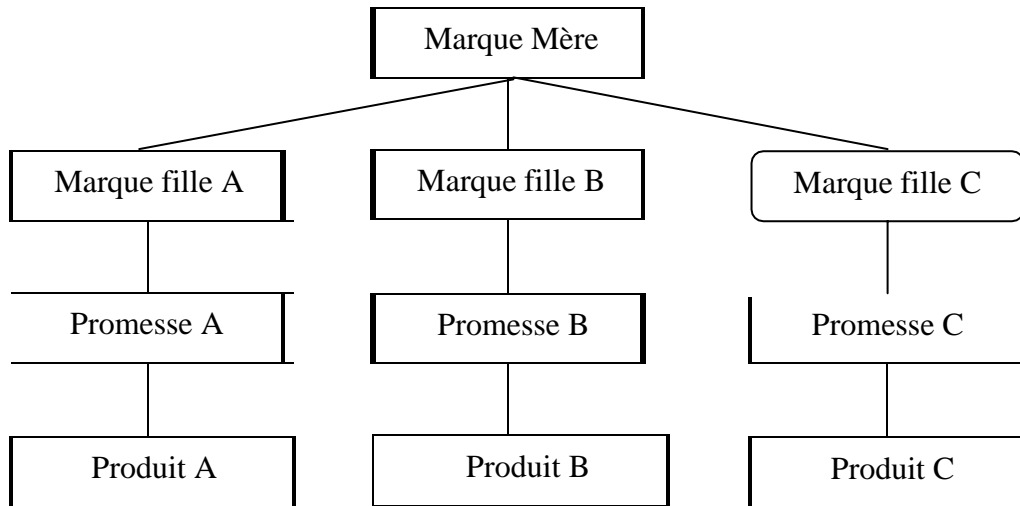 Marque Mère
Marque fille A
Marque fille B
Marque fille C
Promesse A
Promesse B
Promesse C
Produit A
Produit B
Produit C